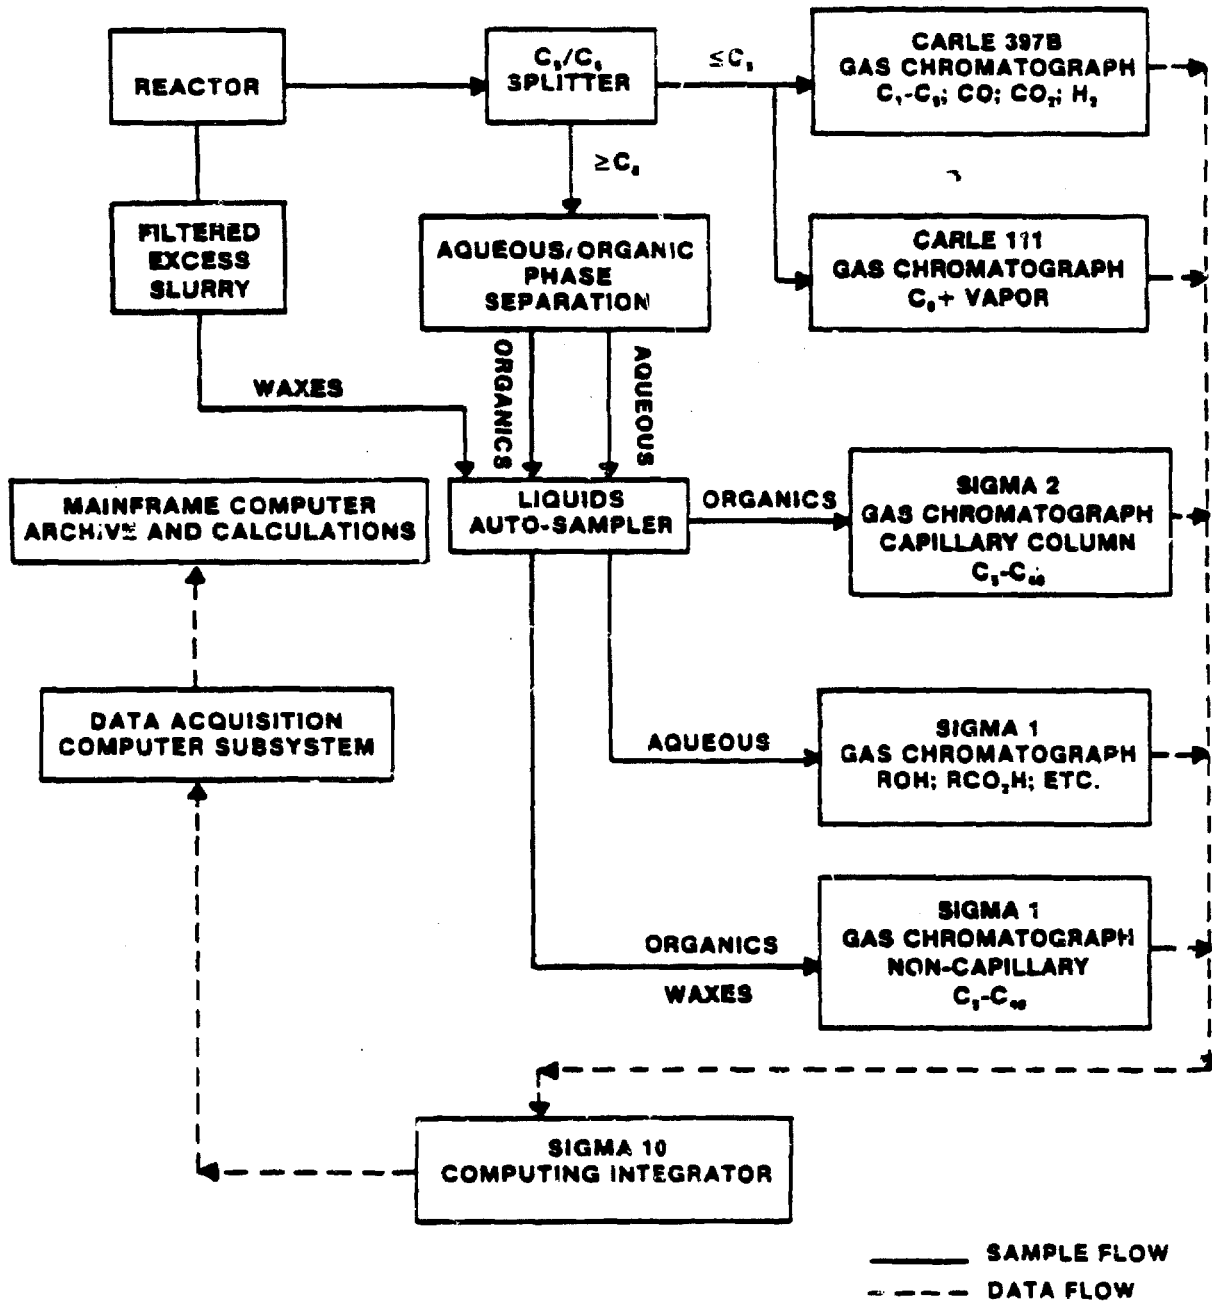 REACTOR
C₅/C₆
SPLITTER
≤C₅
CARLE 397B
GAS CHROMATOGRAPH
C₁-C₅; CO; CO₂; H₂
≥C₆
FILTERED
EXCESS
SLURRY
AQUEOUS/ORGANIC
PHASE
SEPARATION
CARLE 111
GAS CHROMATOGRAPH
C₆+ VAPOR
WAXES
ORGANICS
AQUEOUS
MAINFRAME COMPUTER
ARCHIVE AND CALCULATIONS
LIQUIDS
AUTO-SAMPLER
ORGANICS
SIGMA 2
GAS CHROMATOGRAPH
CAPILLARY COLUMN
DATA ACQUISITION
COMPUTER SUBSYSTEM
AQUEOUS
SIGMA 1
GAS CHROMATOGRAPH
ROH; RCO₂H; ETC.
ORGANICS
WAXES
SIGMA 1
GAS CHROMATOGRAPH
NON-CAPILLARY
SIGMA 10
COMPUTING INTEGRATOR
SAMPLE FLOW
DATA FLOW